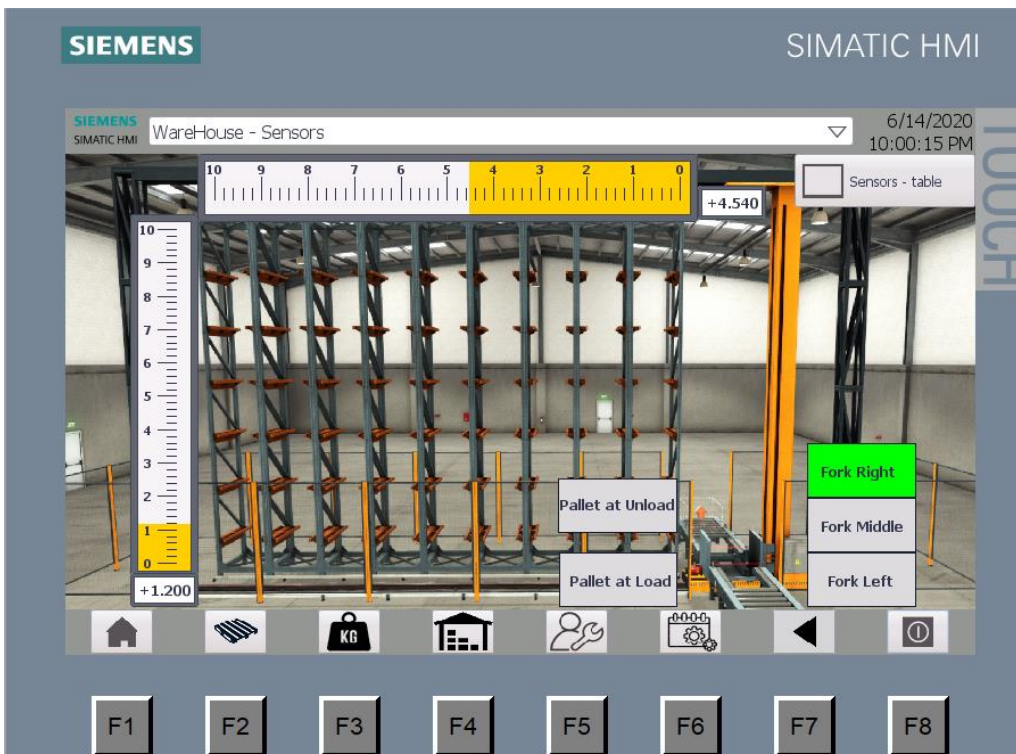 SIEMENS
SIMATIC HMI
TOUCH
SIEMENS
SIMATIC HMI
WareHouse - Sensors
6/14/2020
10:00:15 PM
10 9 8 7 6 5 4 3 2 1 0
+4.540
Sensors - table
10
9
8
7
6
5
4
3
2
1
0
+1.200
Pallet at Unload
Pallet at Load
Fork Right
Fork Middle
Fork Left
KG
F1 F2 F3 F4 F5 F6 F7 F8